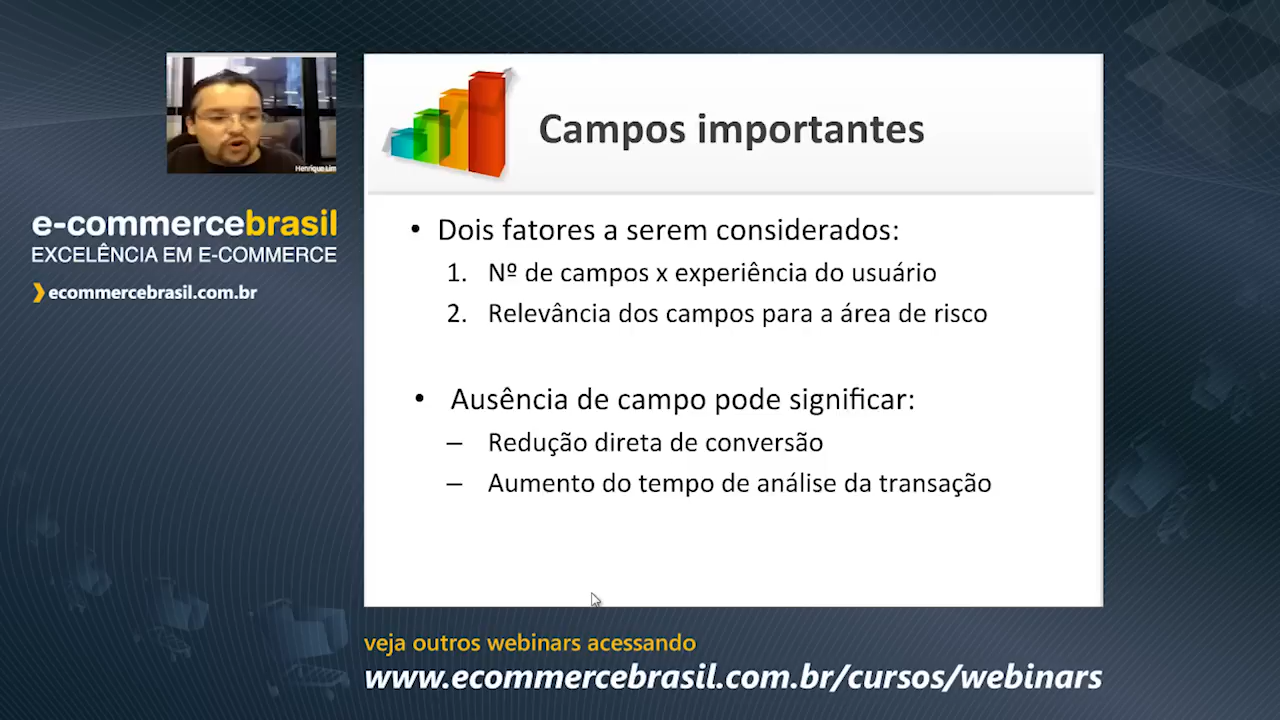 Henrique Lim
e-commercebrasil
EXCELÊNCIA EM E-COMMERCE
ecommercebrasil.com.br
Campos importantes
• Dois fatores a serem considerados:
1. Nº de campos x experiência do usuário
2. Relevância dos campos para a área de risco
• Ausência de campo pode significar:
– Redução direta de conversão
– Aumento do tempo de análise da transação
veja outros webinars acessando
www.ecommercebrasil.com.br/cursos/webinars